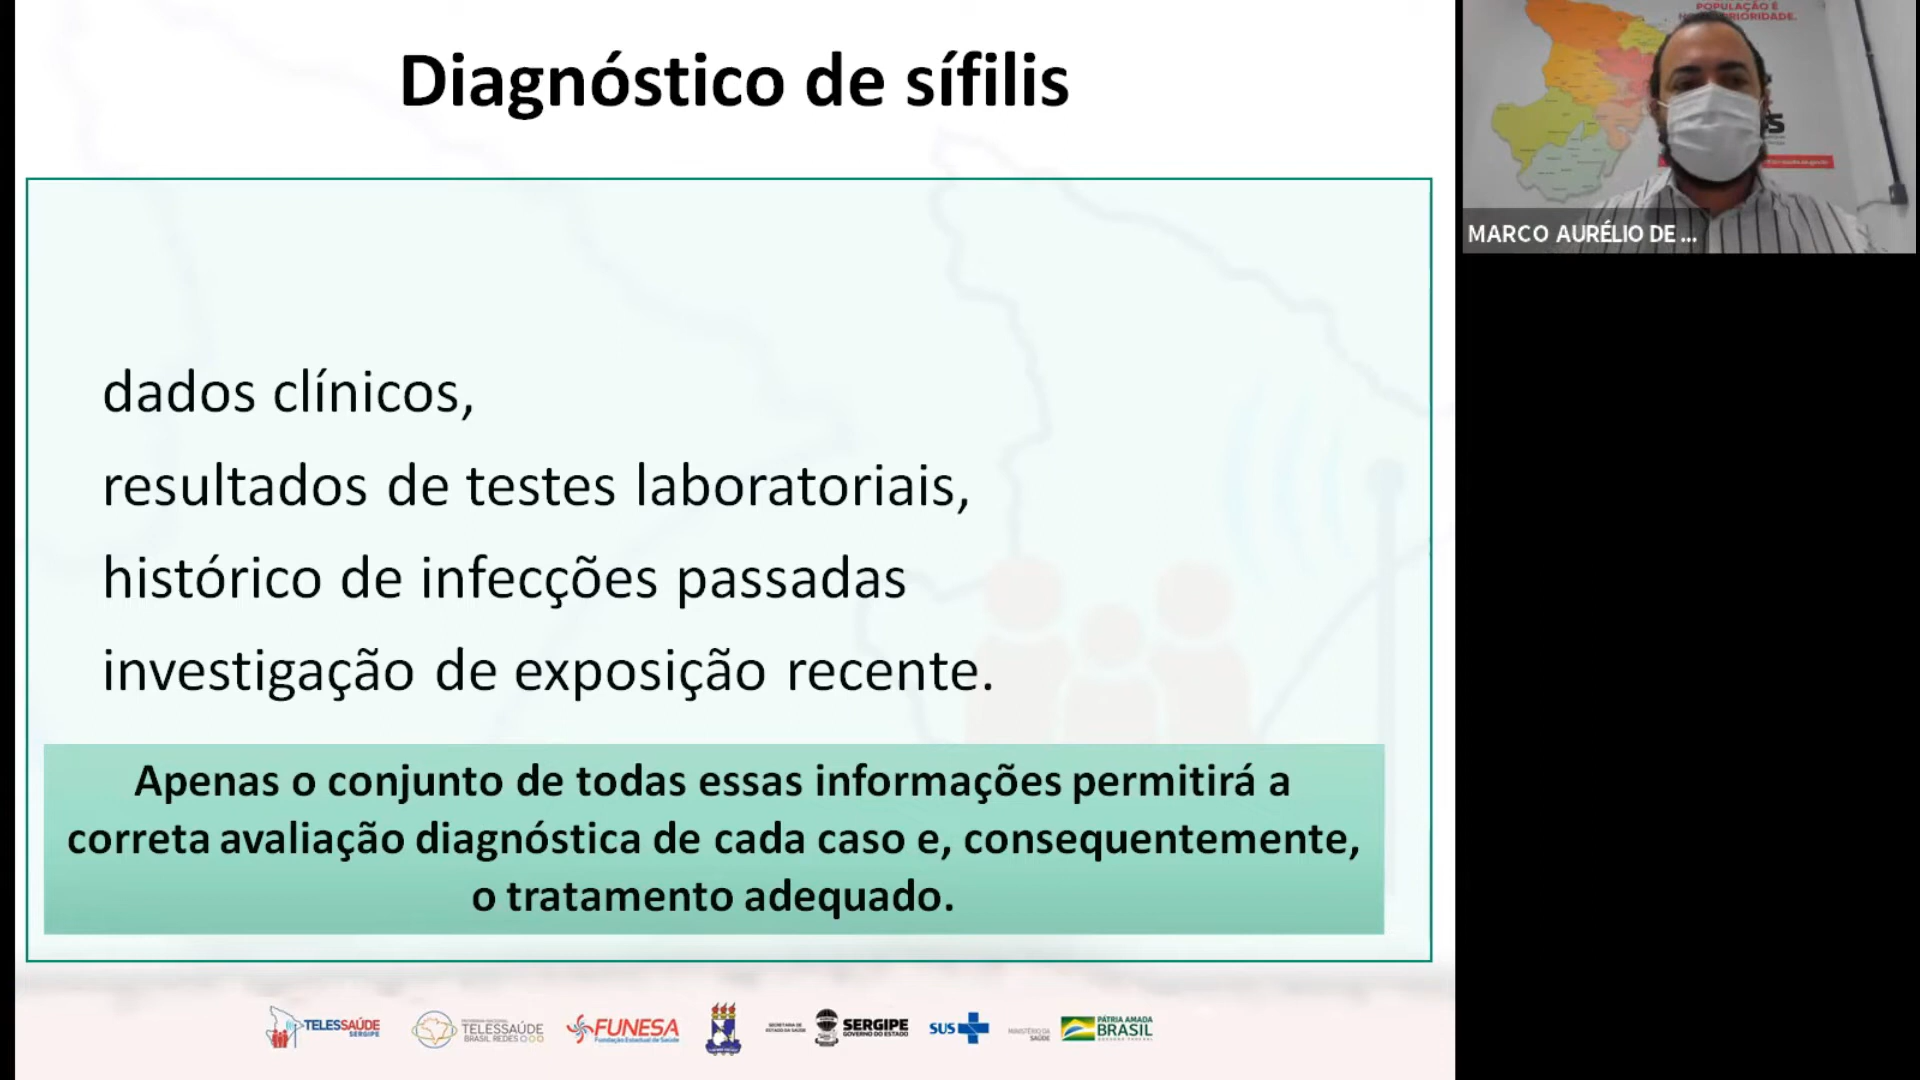 Diagnóstico de sífilis
dados clínicos,
resultados de testes laboratoriais,
histórico de infecções passadas
investigação de exposição recente.
Apenas o conjunto de todas essas informações permitirá a
correta avaliação diagnóstica de cada caso e, consequentemente,
o tratamento adequado.
POPULAÇÃO É
PRIORIDADE.
MARCO AURÉLIO DE ...
TELESSAÚDE
SERGIPE
TELESSAÚDE
BRASIL REDES
FUNESA
Fundação Estadual de Saúde
SECRETARIA DE
ESTADO DA SAÚDE
SERGIPE
GOVERNO DO ESTADO
SUS
MINISTÉRIO DA
SAÚDE
PÁTRIA AMADA
BRASIL